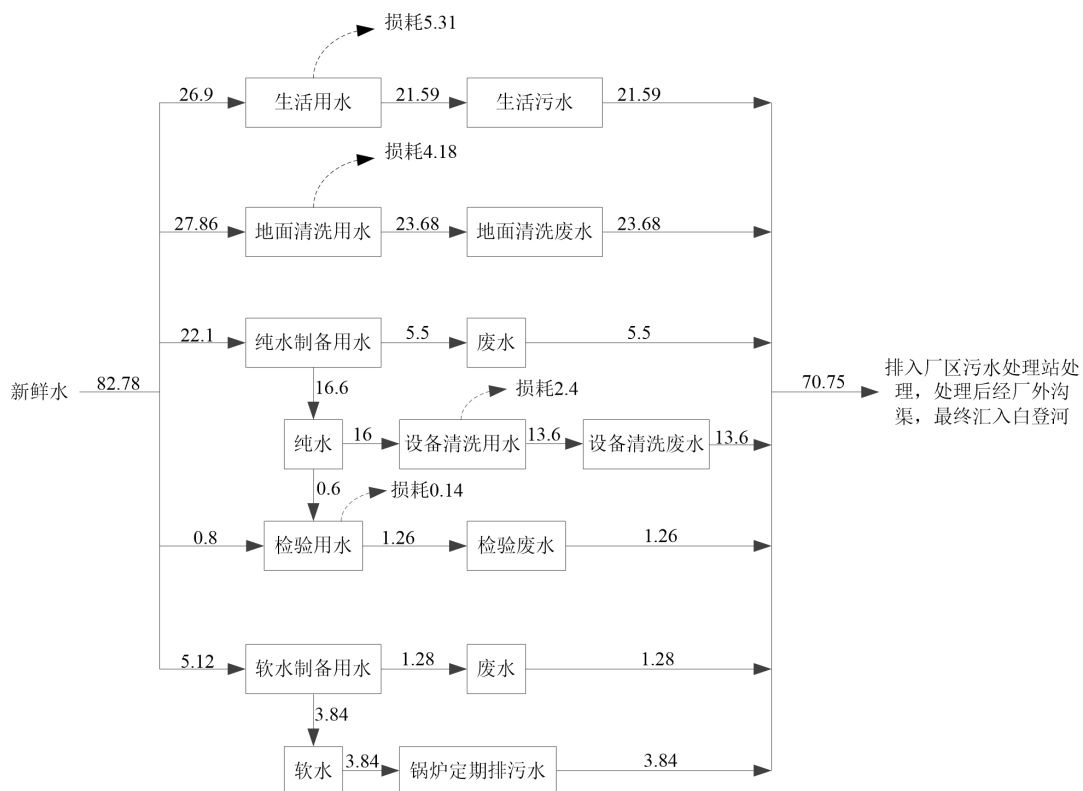 损耗5.31
26.9
生活用水
21.59
生活污水
21.59
损耗4.18
27.86
地面清洗用水
23.68
地面清洗废水
23.68
22.1
纯水制备用水
5.5
废水
5.5
新鲜水
82.78
16.6
损耗2.4
70.75
排入厂区污水处理站处
理，处理后经厂外沟
渠，最终汇入白登河
纯水
16
设备清洗用水
13.6
设备清洗废水
13.6
0.6
损耗0.14
0.8
检验用水
1.26
检验废水
1.26
5.12
软水制备用水
1.28
废水
1.28
3.84
软水
3.84
锅炉定期排污水
3.84